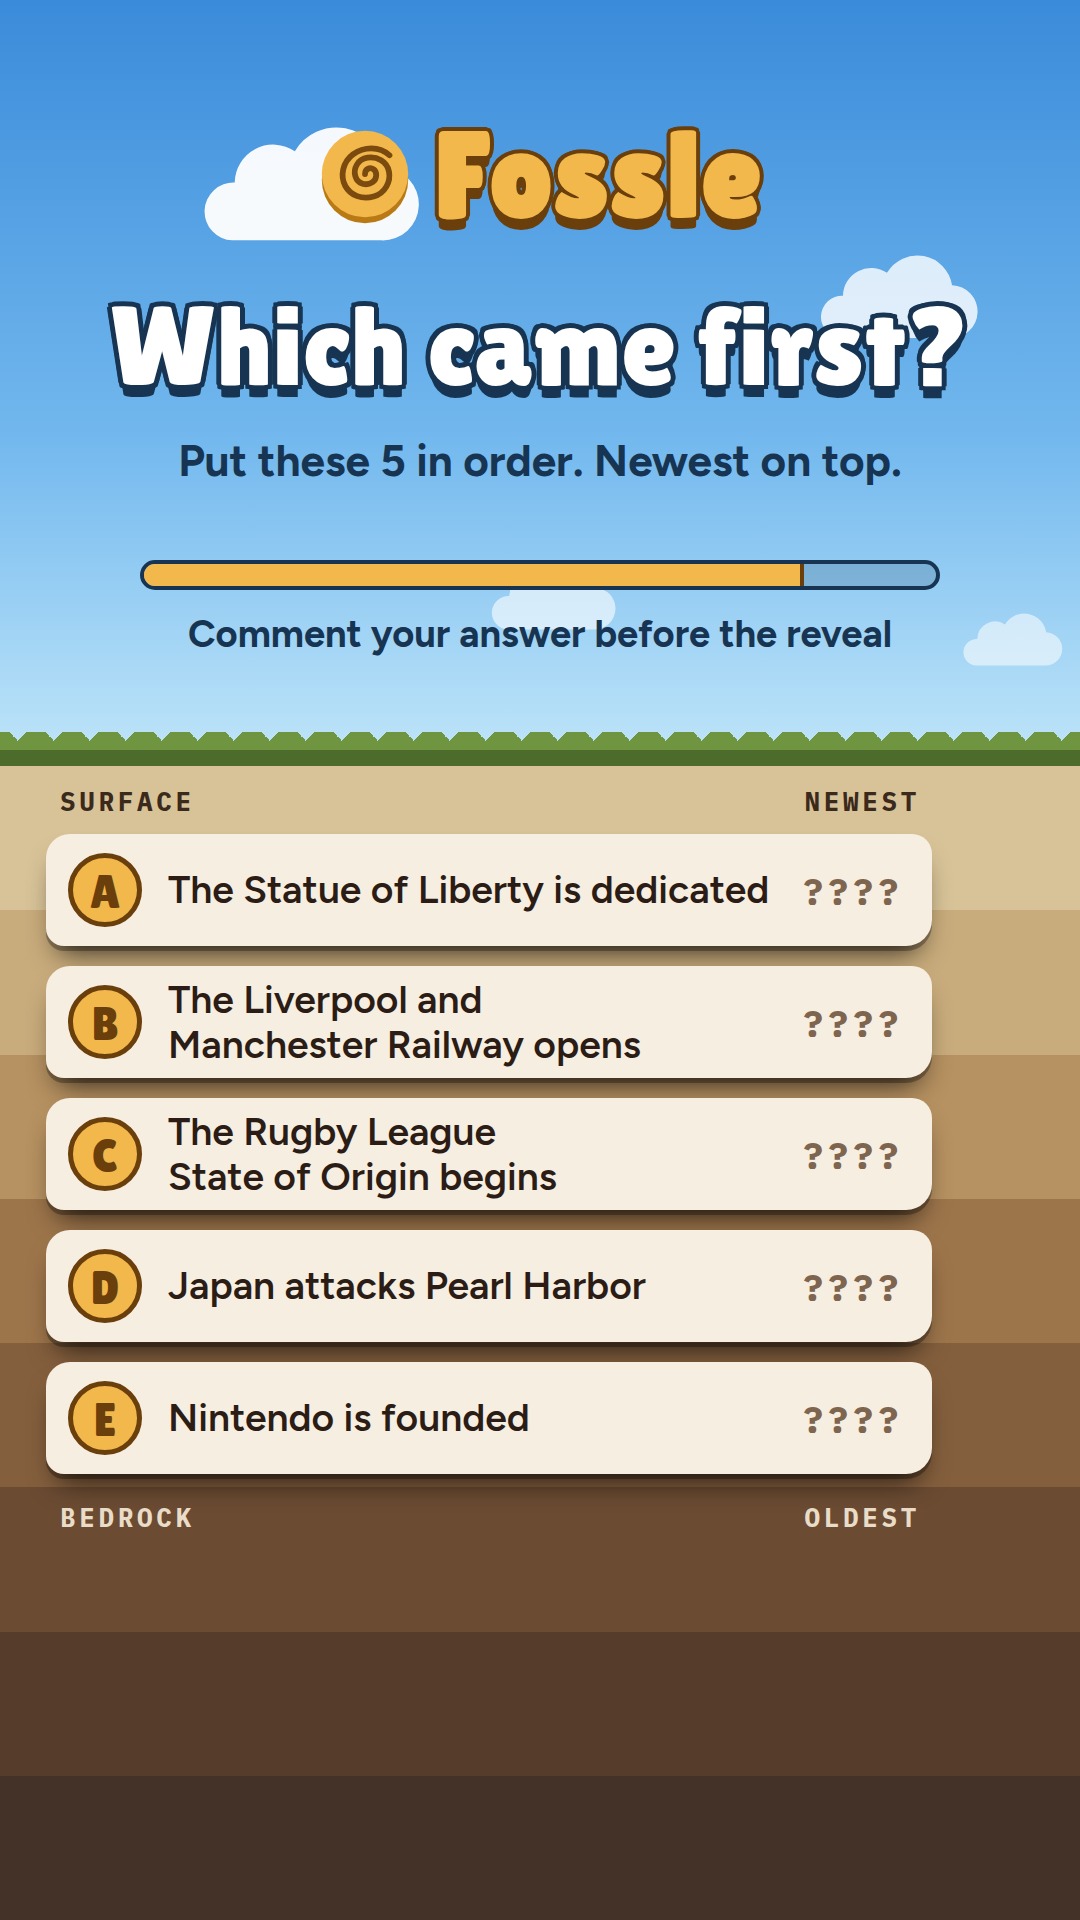 Fossle
Which came first?
Put these 5 in order. Newest on top.
Comment your answer before the reveal
SURFACE NEWEST
A The Statue of Liberty is dedicated ????
B The Liverpool and
Manchester Railway opens ????
C The Rugby League
State of Origin begins ????
D Japan attacks Pearl Harbor ????
E Nintendo is founded ????
BEDROCK OLDEST